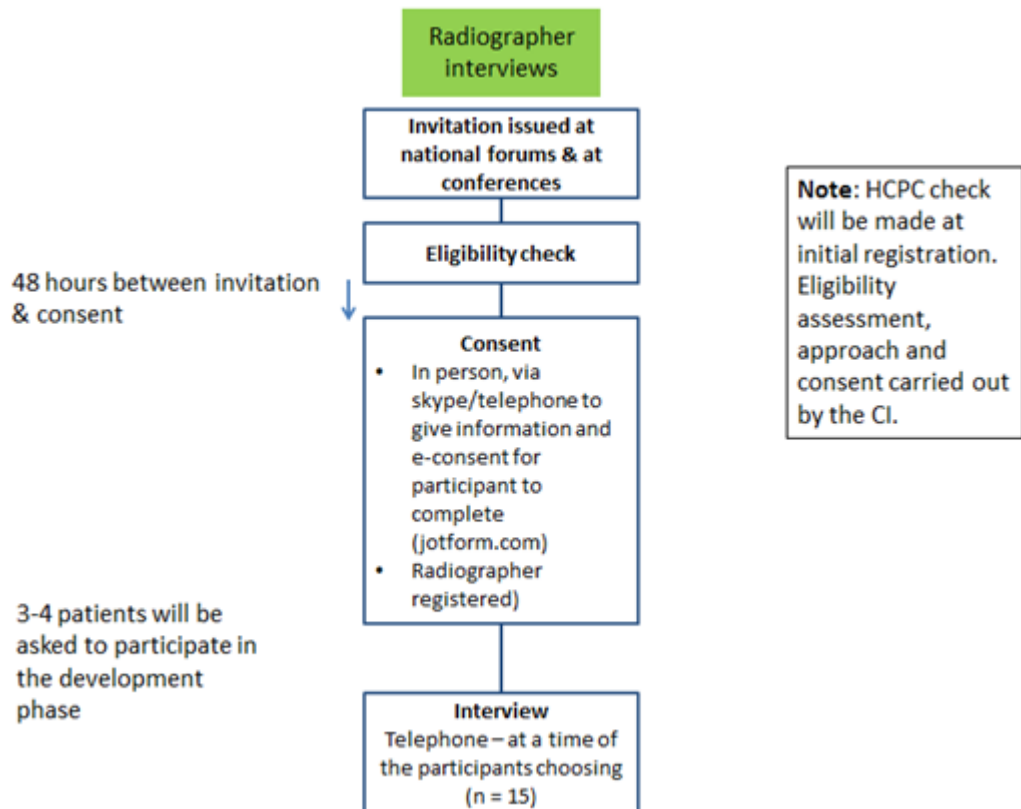 Radiographer
interviews
Invitation issued at
national forums & at
conferences
Eligibility check
48 hours between invitation
& consent
Consent
• In person, via
skype/telephone to
give information and
e-consent for
participant to
complete
(jotform.com)
• Radiographer
registered)
3-4 patients will be
asked to participate in
the development
phase
Interview
Telephone – at a time of
the participants choosing
(n = 15)
Note: HCPC check
will be made at
initial registration.
Eligibility
assessment,
approach and
consent carried out
by the CI.